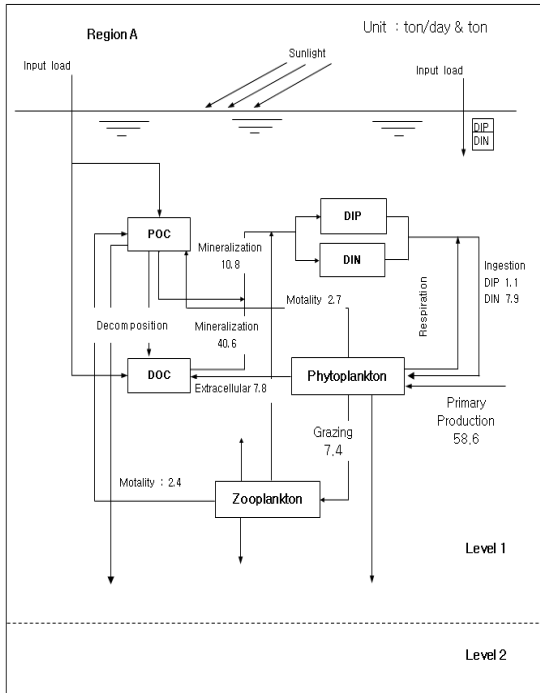 Region A
Unit : ton/day & ton
Sunlight
Input load
Input load
DIP
DIN
POC
DIP
DIN
Mineralization
10.8
Ingestion
DIP 1.1
DIN 7.9
Respiration
Motality 2.7
Decomposition
Mineralization
40.6
DOC
Extracellular 7.8
Phytoplankton
Primary
Production
58.6
Grazing
7.4
Motality : 2.4
Zooplankton
Level 1
Level 2